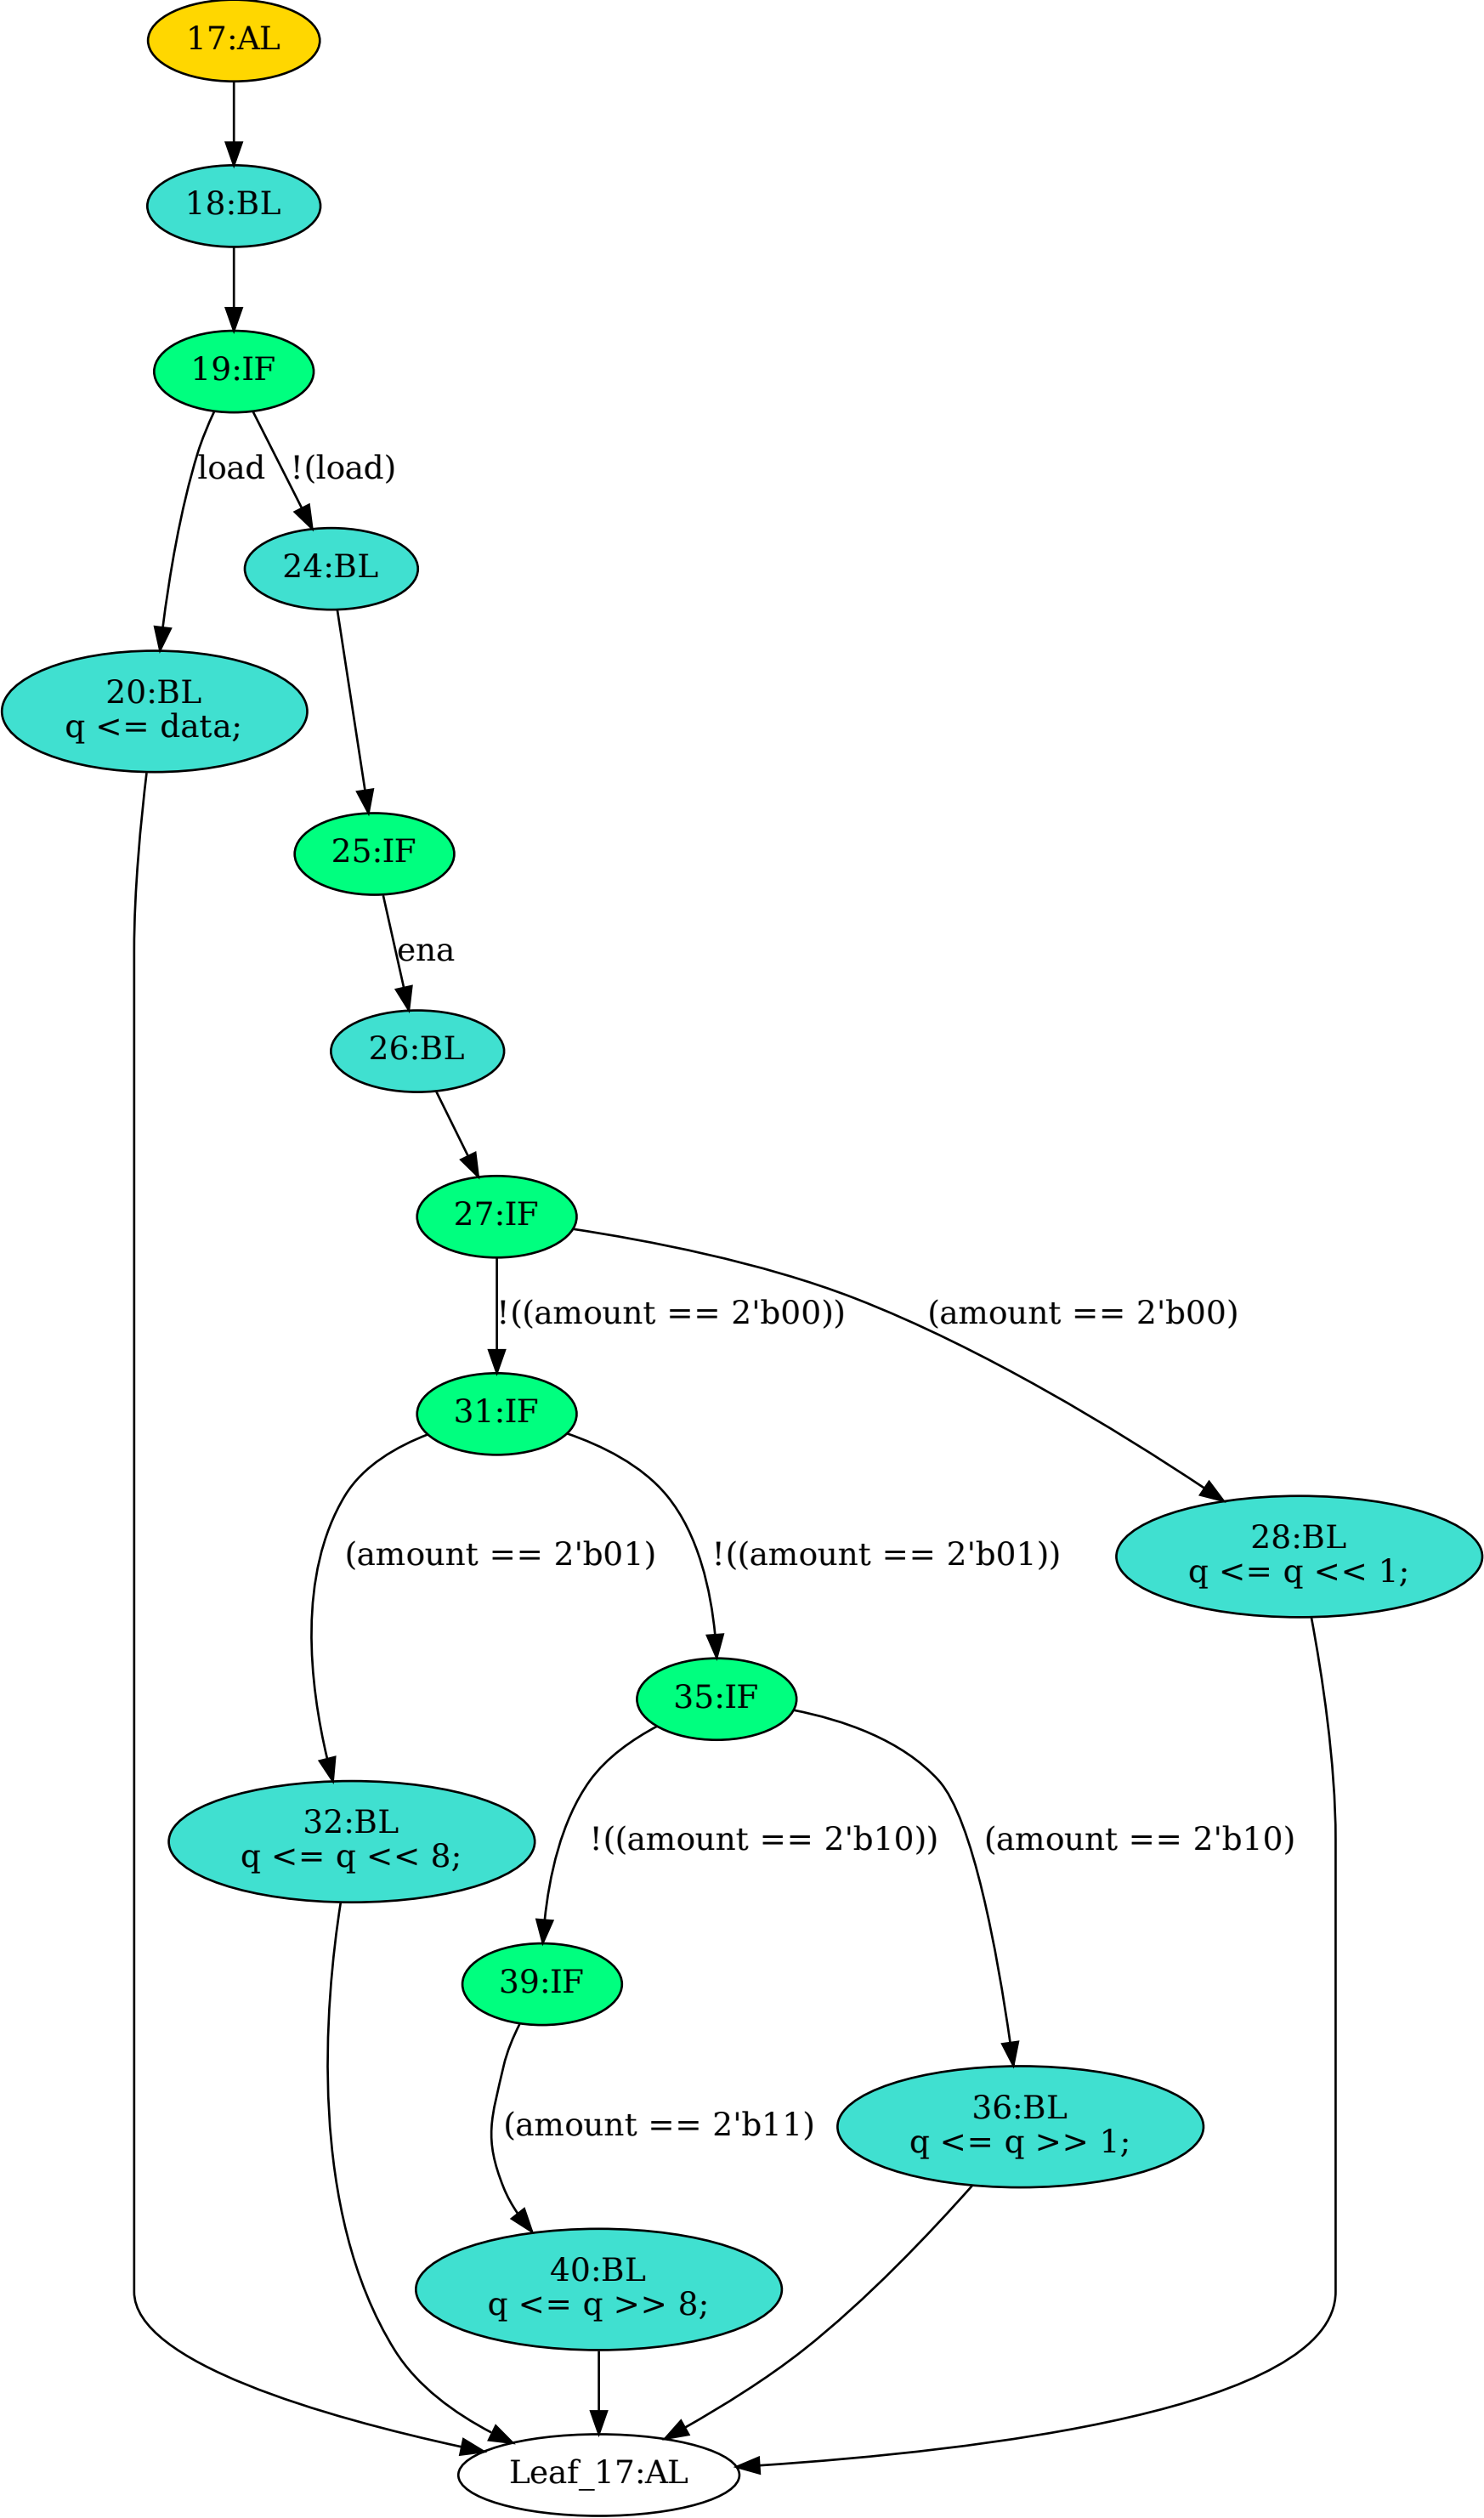 17:AL
18:BL
19:IF
load
!(load)
24:BL
20:BL
q <= data;
25:IF
ena
26:BL
27:IF
!((amount == 2'b00))
(amount == 2'b00)
31:IF
(amount == 2'b01)
!((amount == 2'b01))
28:BL
q <= q << 1;
35:IF
32:BL
q <= q << 8;
!((amount == 2'b10))
(amount == 2'b10)
39:IF
(amount == 2'b11)
36:BL
q <= q >> 1;
40:BL
q <= q >> 8;
Leaf_17:AL